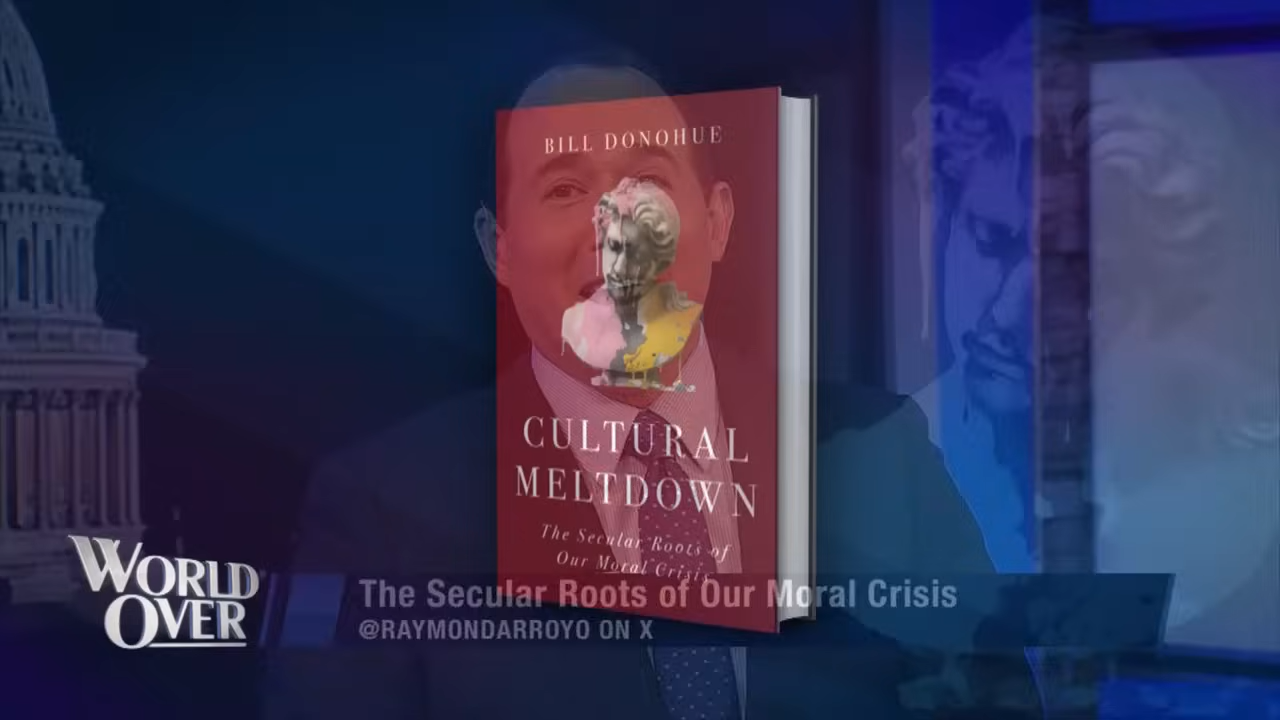 BILL DONOHUE
CULTURAL
MELTDOWN
The Secular Roots of
Our Moral Crisis
WORLD
OVER
The Secular Roots of Our Moral Crisis
@RAYMONDARROYO ON X